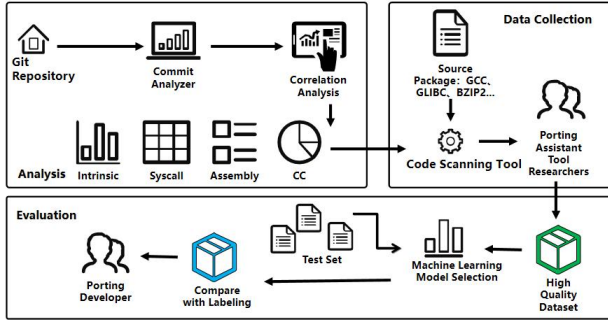 Git
Repository
Commit
Analyzer
Correlation
Analysis
Analysis
Intrinsic
Syscall
Assembly
CC
Data Collection
Source
Package：GCC、
GLIBC、BZIP2...
Code Scanning Tool
Porting
Assistant
Tool
Researchers
Evaluation
Test Set
Porting
Developer
Compare
with Labeling
Machine Learning
Model Selection
High
Quality
Dataset